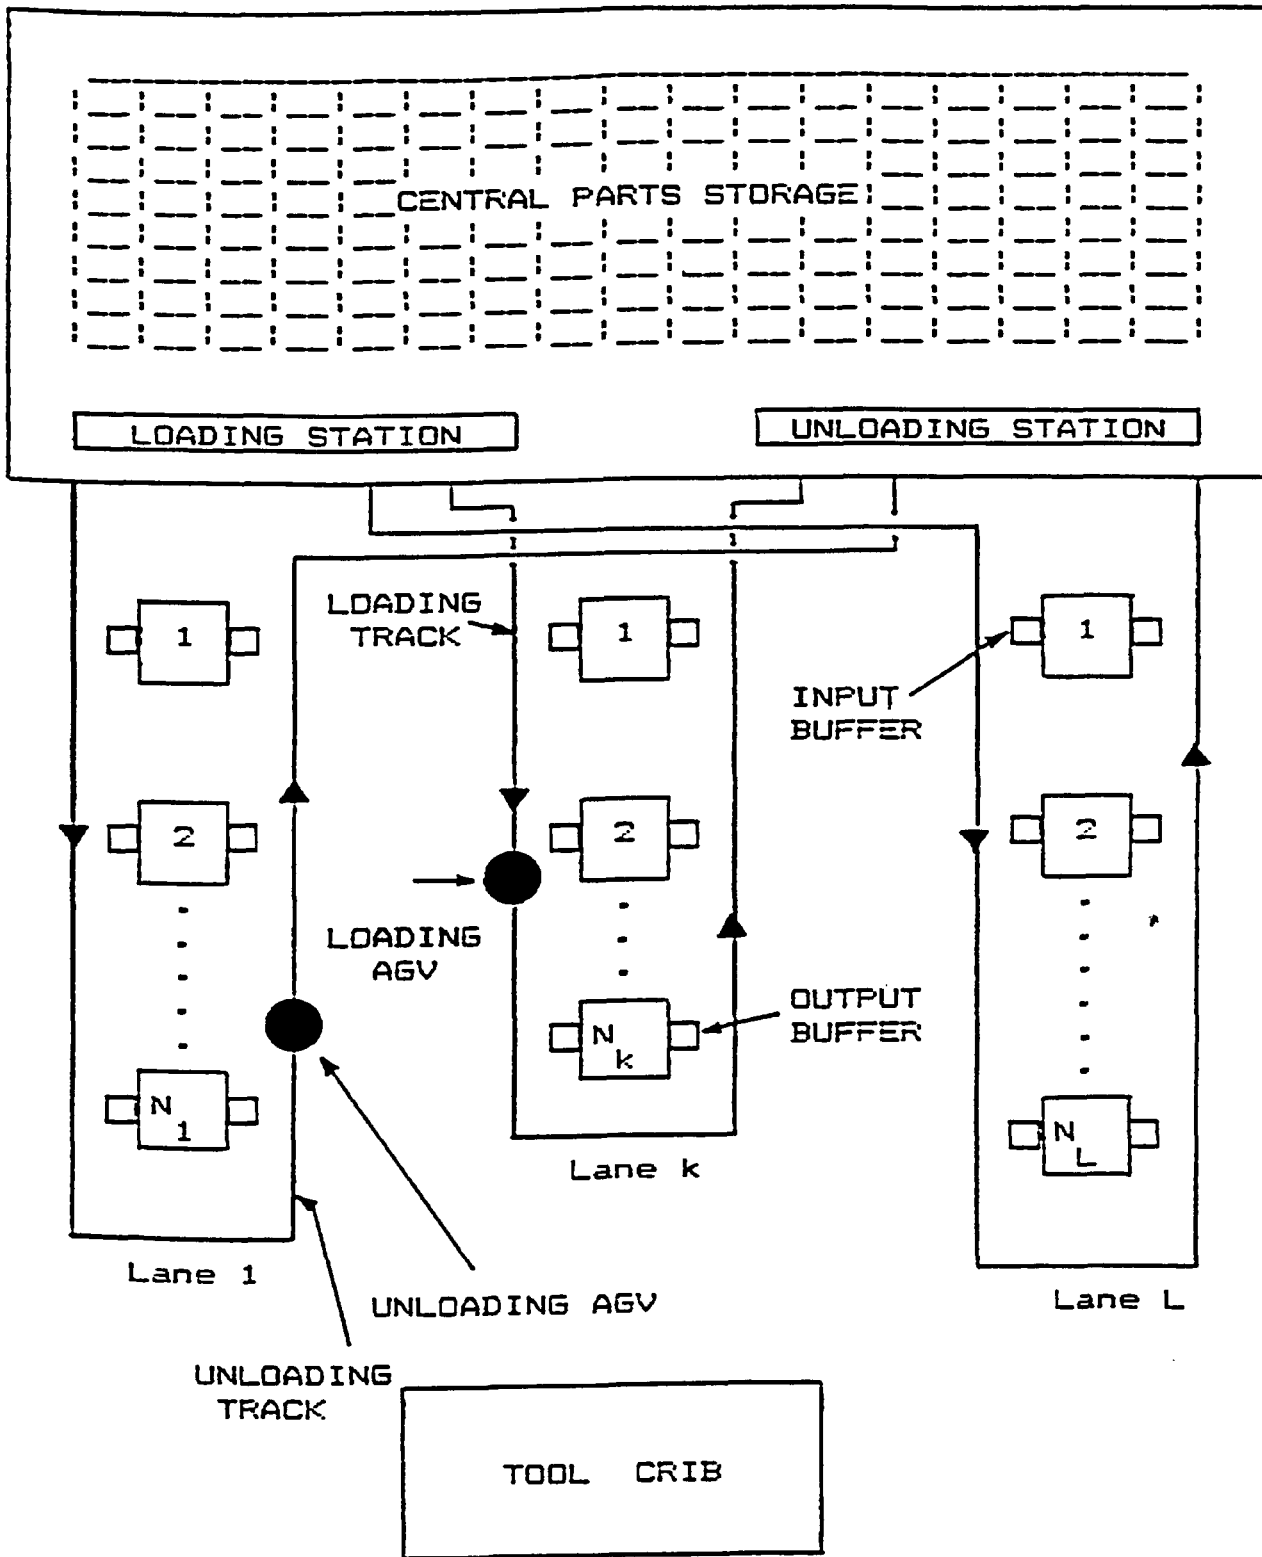 CENTRAL PARTS STORAGE
LOADING STATION
UNLOADING STATION
LOADING
TRACK
1
1
1
INPUT
BUFFER
2
2
2
LOADING
AGV
OUTPUT
BUFFER
N
k
N
1
N
L
Lane k
Lane 1
UNLOADING AGV
Lane L
UNLOADING
TRACK
TOOL CRIB